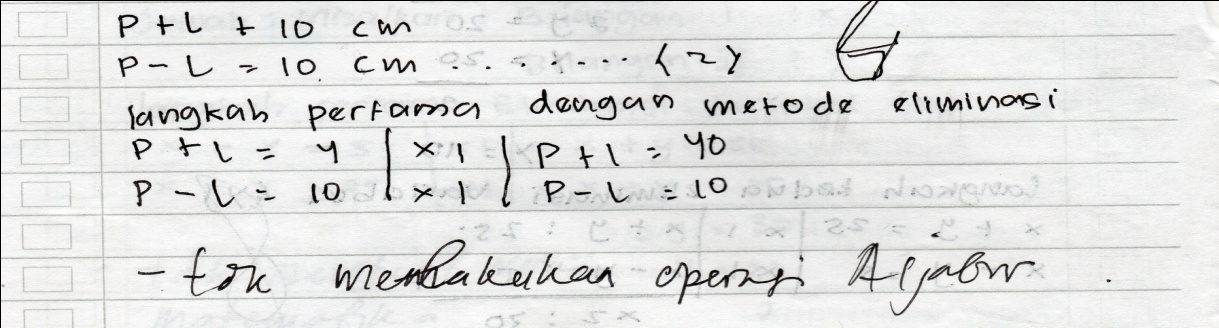 P + L + 10 cm
P - L = 10 cm ........ (2)
langkah pertama dengan metode eliminasi
P + l = 4 | x1 | P + l = 40
P - L = 10 | x1 | P - L = 10
- tdk melakukan operasi Aljabar.